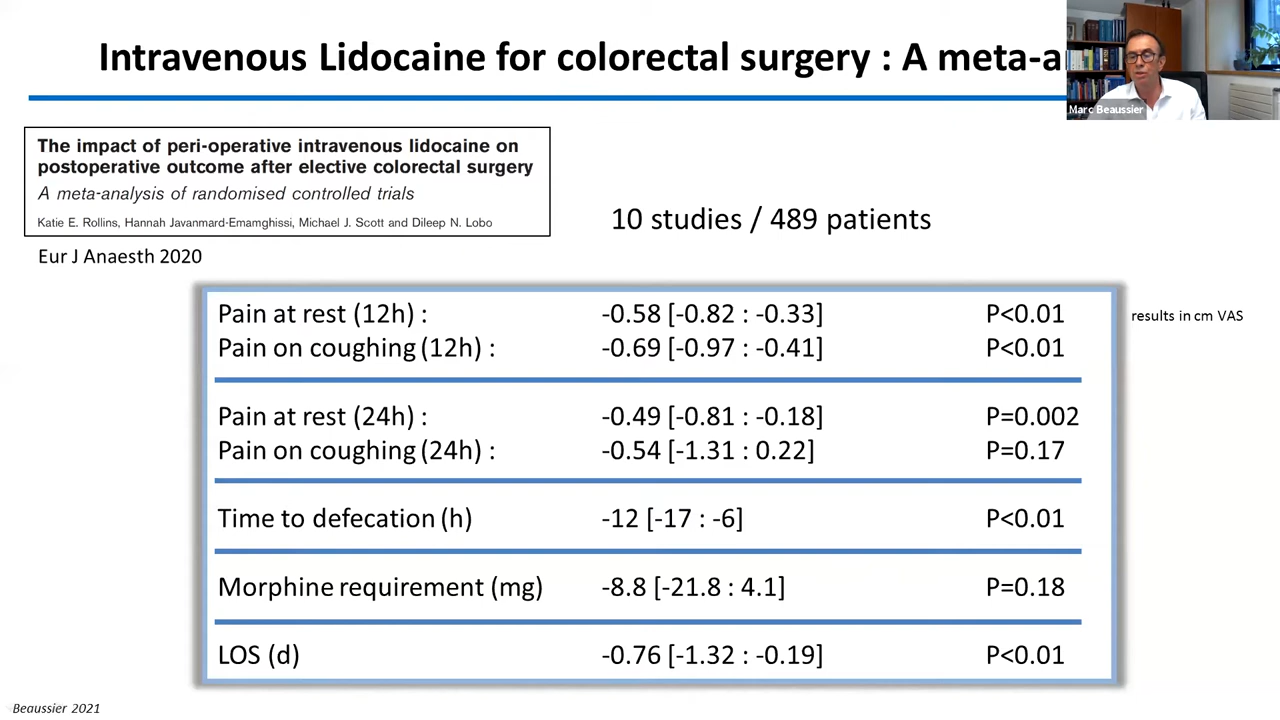 Intravenous Lidocaine for colorectal surgery : A meta-a
Marc Beaussier
The impact of peri-operative intravenous lidocaine on
postoperative outcome after elective colorectal surgery
A meta-analysis of randomised controlled trials
Katie E. Rollins, Hannah Javanmard-Emamghissi, Michael J. Scott and Dileep N. Lobo
Eur J Anaesth 2020
10 studies / 489 patients
Pain at rest (12h) : -0.58 [-0.82 : -0.33] P<0.01
results in cm VAS
Pain on coughing (12h) : -0.69 [-0.97 : -0.41] P<0.01
Pain at rest (24h) : -0.49 [-0.81 : -0.18] P=0.002
Pain on coughing (24h) : -0.54 [-1.31 : 0.22] P=0.17
Time to defecation (h) -12 [-17 : -6] P<0.01
Morphine requirement (mg) -8.8 [-21.8 : 4.1] P=0.18
LOS (d) -0.76 [-1.32 : -0.19] P<0.01
Beaussier 2021